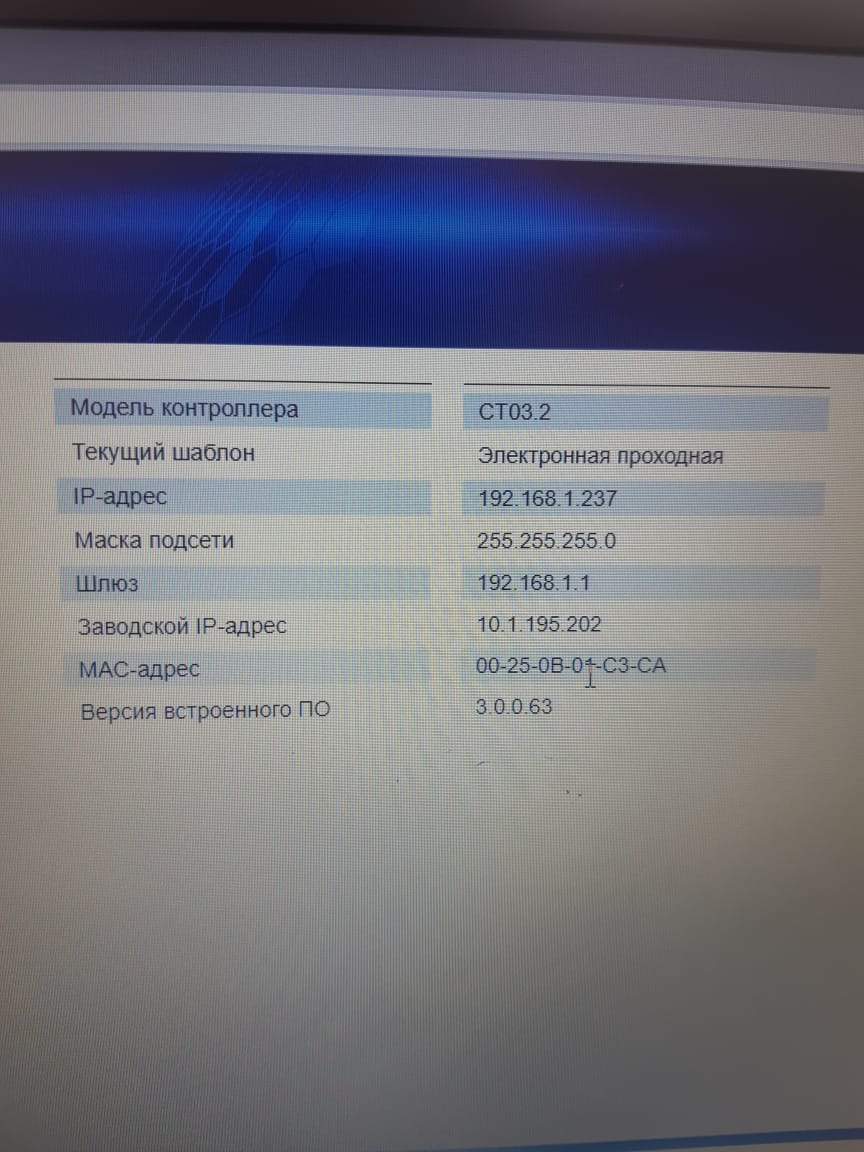 Модель контроллера CT03.2
Текущий шаблон Электронная проходная
IP-адрес 192.168.1.237
Маска подсети 255.255.255.0
Шлюз 192.168.1.1
Заводской IP-адрес 10.1.195.202
MAC-адрес 00-25-0B-01-C3-CA
Версия встроенного ПО 3.0.0.63